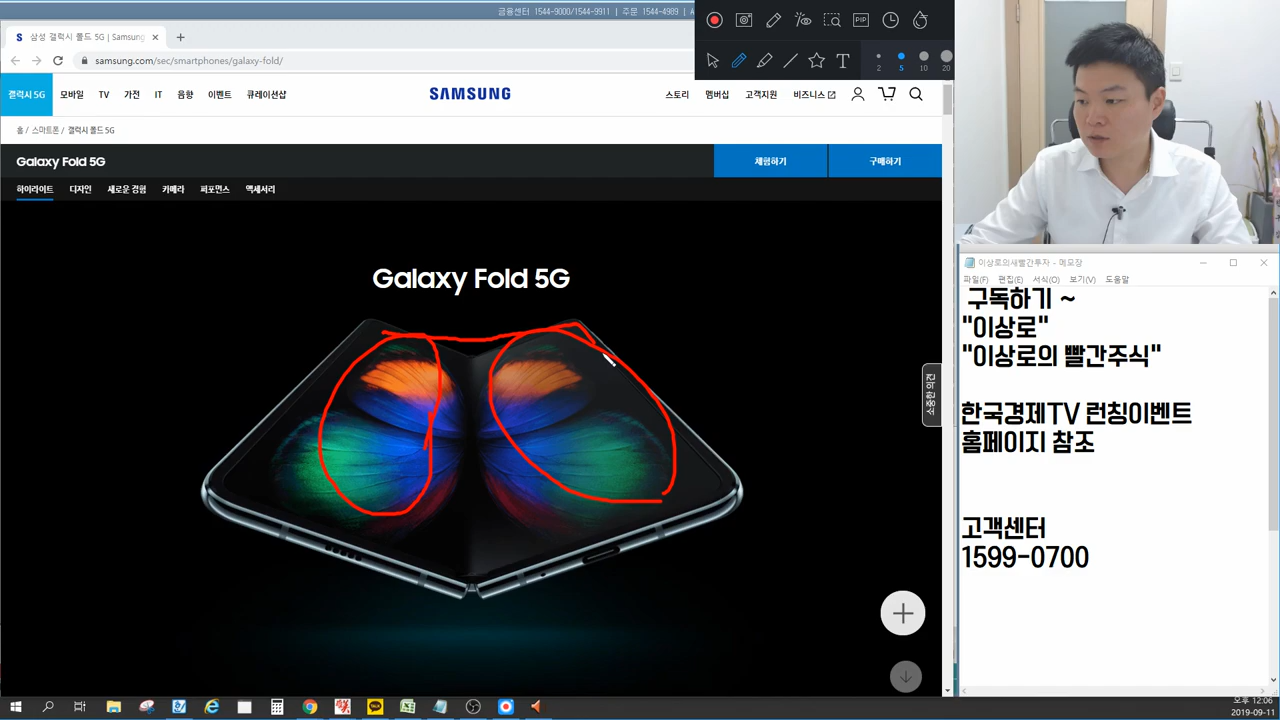 금융센터 1544-9000/1544-9911 | 주문 1544-4989 |
삼성 갤럭시 폴드 5G | Samsung
samsung.com/sec/smartphones/galaxy-fold/
PIP
T
2 5 10 20
갤럭시 5G 모바일 TV 가전 IT 음향 이벤트 큐레이션샵 SAMSUNG 스토리 멤버십 고객지원 비즈니스
홈 / 스마트폰 / 갤럭시 폴드 5G
Galaxy Fold 5G 체험하기 구매하기
하이라이트 디자인 새로운 경험 카메라 퍼포먼스 액세서리
Galaxy Fold 5G
소중한 의견
이상로의새빨간투자 - 메모장
파일(F) 편집(E) 서식(O) 보기(V) 도움말
구독하기 ~
"이상로"
"이상로의 빨간주식"
한국경제TV 런칭이벤트
홈페이지 참조
고객센터
1599-0700
TALK
오후 12:06
2019-09-11